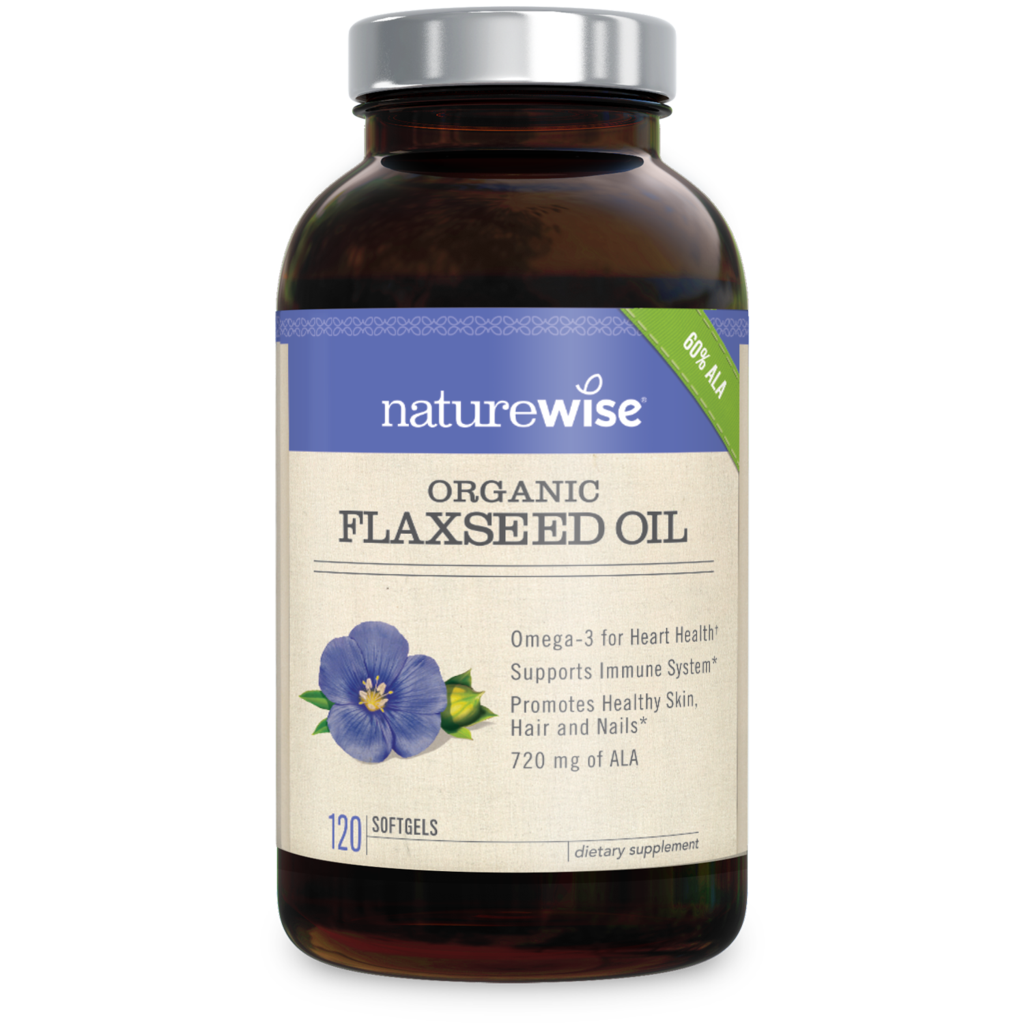 60% ALA
naturewise®
ORGANIC
FLAXSEED OIL
Omega-3 for Heart Health†
Supports Immune System*
Promotes Healthy Skin,
Hair and Nails*
720 mg of ALA
120 SOFTGELS
dietary supplement